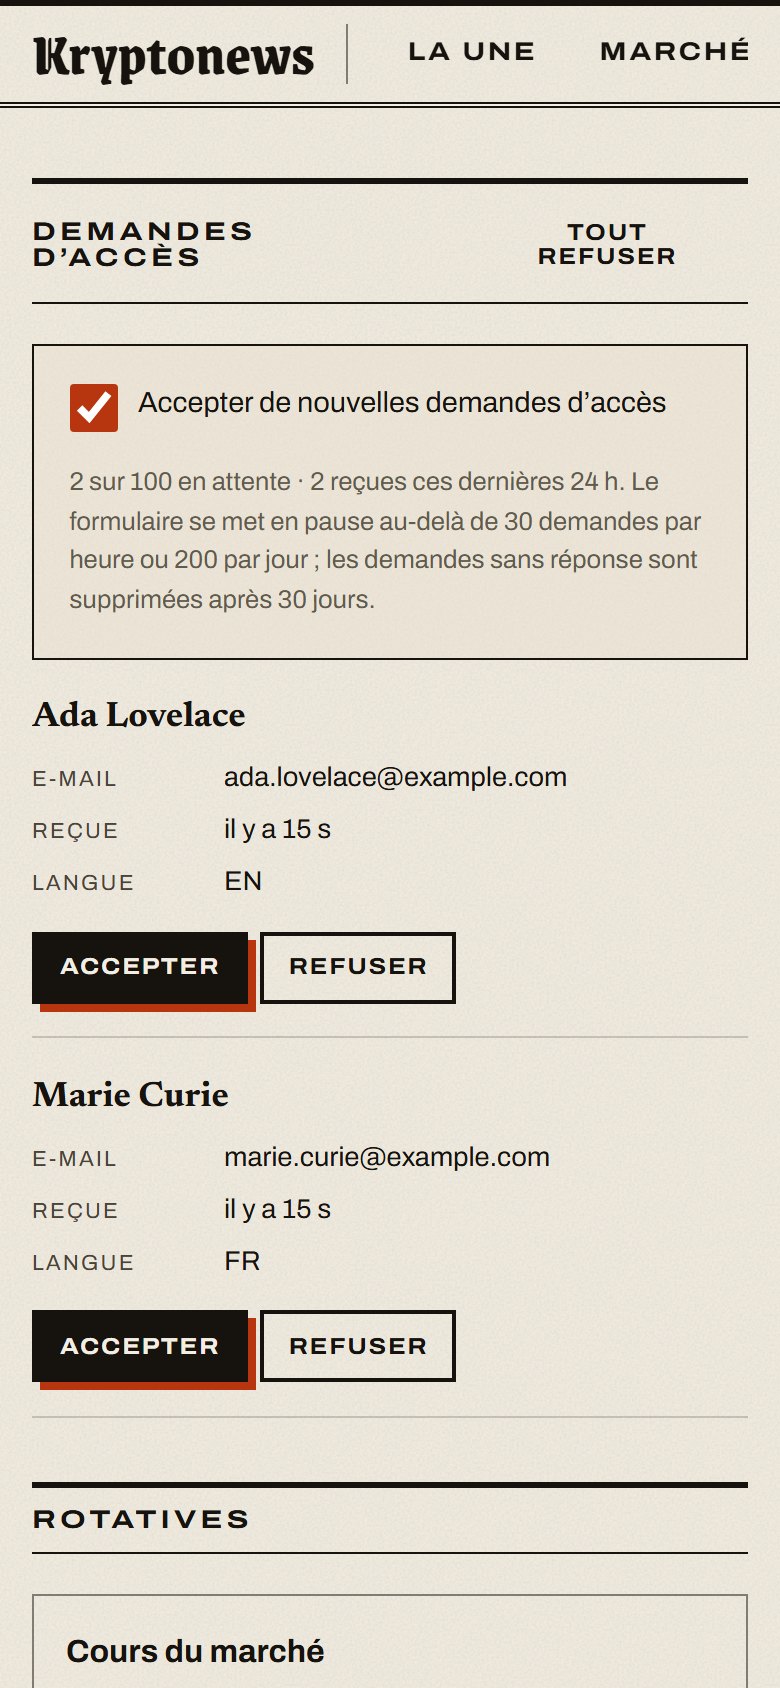 Kryptonews
LA UNE
MARCHÉ
DEMANDES
D’ACCÈS
TOUT
REFUSER
Accepter de nouvelles demandes d’accès
2 sur 100 en attente · 2 reçues ces dernières 24 h. Le
formulaire se met en pause au-delà de 30 demandes par
heure ou 200 par jour ; les demandes sans réponse sont
supprimées après 30 jours.
Ada Lovelace
E-MAIL ada.lovelace@example.com
REÇUE il y a 15 s
LANGUE EN
ACCEPTER REFUSER
Marie Curie
E-MAIL marie.curie@example.com
REÇUE il y a 15 s
LANGUE FR
ACCEPTER REFUSER
ROTATIVES
Cours du marché